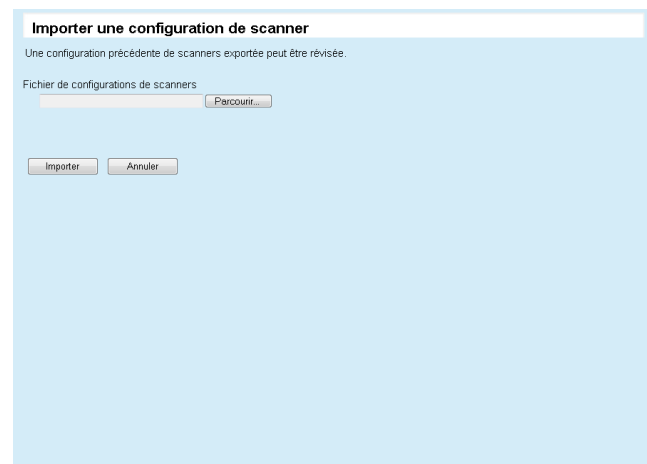 Importer une configuration de scanner
Une configuration précédente de scanners exportée peut être révisée.
Fichier de configurations de scanners
Parcourir...
Importer Annuler